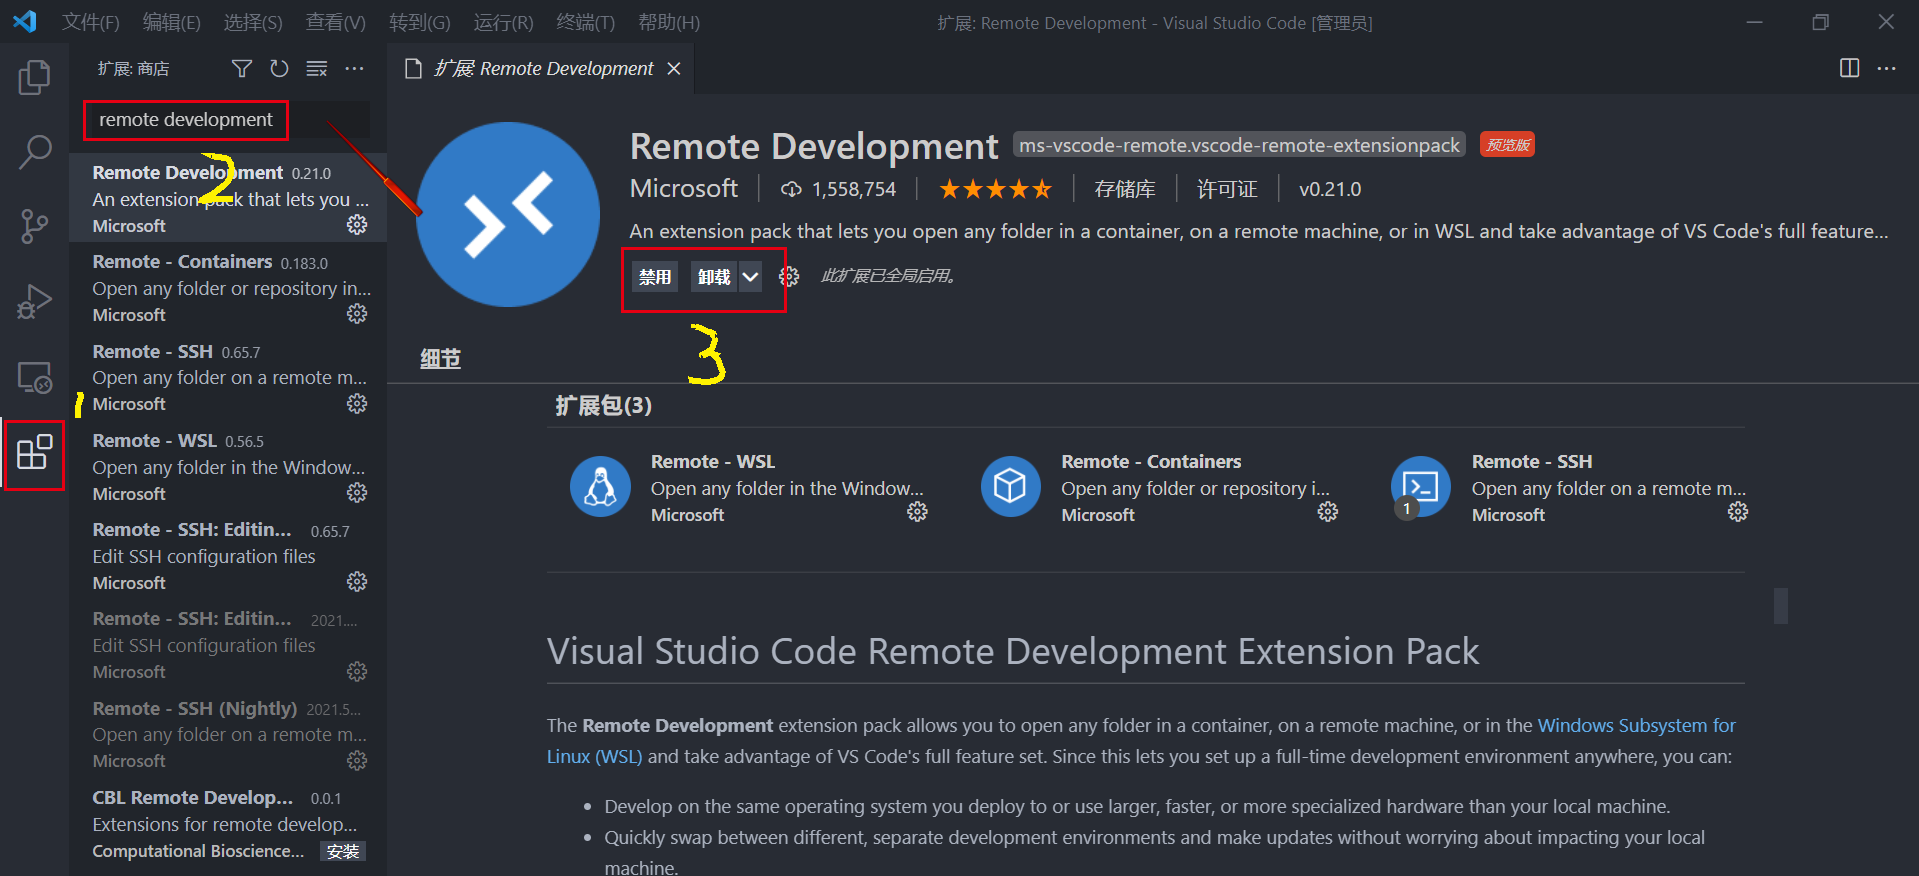 文件(F) 编辑(E) 选择(S) 查看(V) 转到(G) 运行(R) 终端(T) 帮助(H) 扩展: Remote Development - Visual Studio Code [管理员]
扩展: 商店
remote development
2
Remote Development 0.21.0
An extension pack that lets you ...
Microsoft
Remote - Containers 0.183.0
Open any folder or repository in...
Microsoft
Remote - SSH 0.65.7
Open any folder on a remote m...
1
Microsoft
Remote - WSL 0.56.5
Open any folder in the Window...
Microsoft
Remote - SSH: Editin... 0.65.7
Edit SSH configuration files
Microsoft
Remote - SSH: Editin... 2021....
Edit SSH configuration files
Microsoft
Remote - SSH (Nightly) 2021.5...
Open any folder on a remote m...
Microsoft
CBL Remote Develop... 0.0.1
Extensions for remote develop...
Computational Bioscience... 安装
扩展 Remote Development
Remote Development ms-vscode-remote.vscode-remote-extensionpack 预览版
Microsoft 1,558,754 存储库 许可证 v0.21.0
An extension pack that lets you open any folder in a container, on a remote machine, or in WSL and take advantage of VS Code's full feature...
禁用 卸载 此扩展已全局启用。
3
细节
扩展包(3)
Remote - WSL
Open any folder in the Window...
Microsoft
Remote - Containers
Open any folder or repository i...
Microsoft
1
Remote - SSH
Open any folder on a remote m...
Microsoft
Visual Studio Code Remote Development Extension Pack
The Remote Development extension pack allows you to open any folder in a container, on a remote machine, or in the Windows Subsystem for
Linux (WSL) and take advantage of VS Code's full feature set. Since this lets you set up a full-time development environment anywhere, you can:
• Develop on the same operating system you deploy to or use larger, faster, or more specialized hardware than your local machine.
• Quickly swap between different, separate development environments and make updates without worrying about impacting your local
machine.